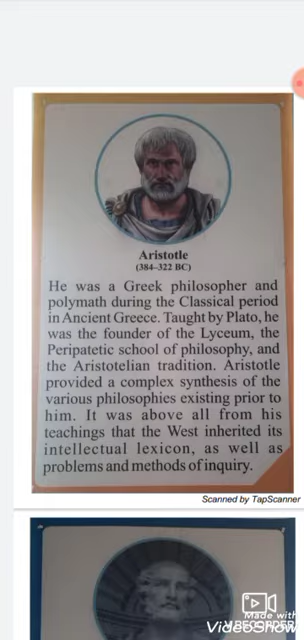 Aristotle
(384–322 BC)
He was a Greek philosopher and
polymath during the Classical period
in Ancient Greece. Taught by Plato, he
was the founder of the Lyceum, the
Peripatetic school of philosophy, and
the Aristotelian tradition. Aristotle
provided a complex synthesis of the
various philosophies existing prior to
him. It was above all from his
teachings that the West inherited its
intellectual lexicon, as well as
problems and methods of inquiry.
Scanned by TapScanner
Made with
VideoShow